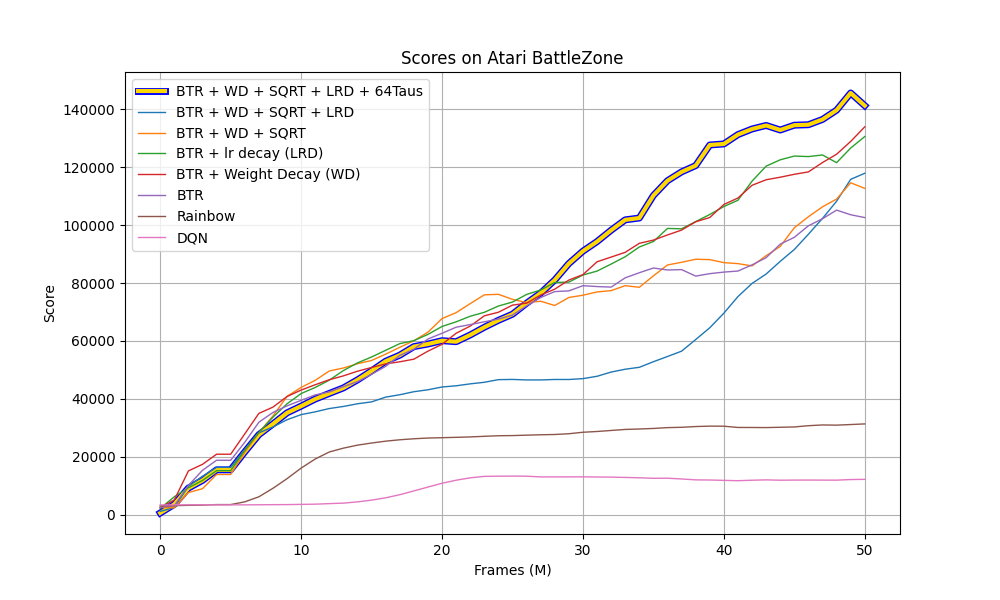 Scores on Atari BattleZone
BTR + WD + SQRT + LRD + 64Taus
BTR + WD + SQRT + LRD
BTR + WD + SQRT
BTR + lr decay (LRD)
BTR + Weight Decay (WD)
BTR
Rainbow
DQN
140000
120000
100000
80000
60000
40000
20000
0
Score
0 10 20 30 40 50
Frames (M)